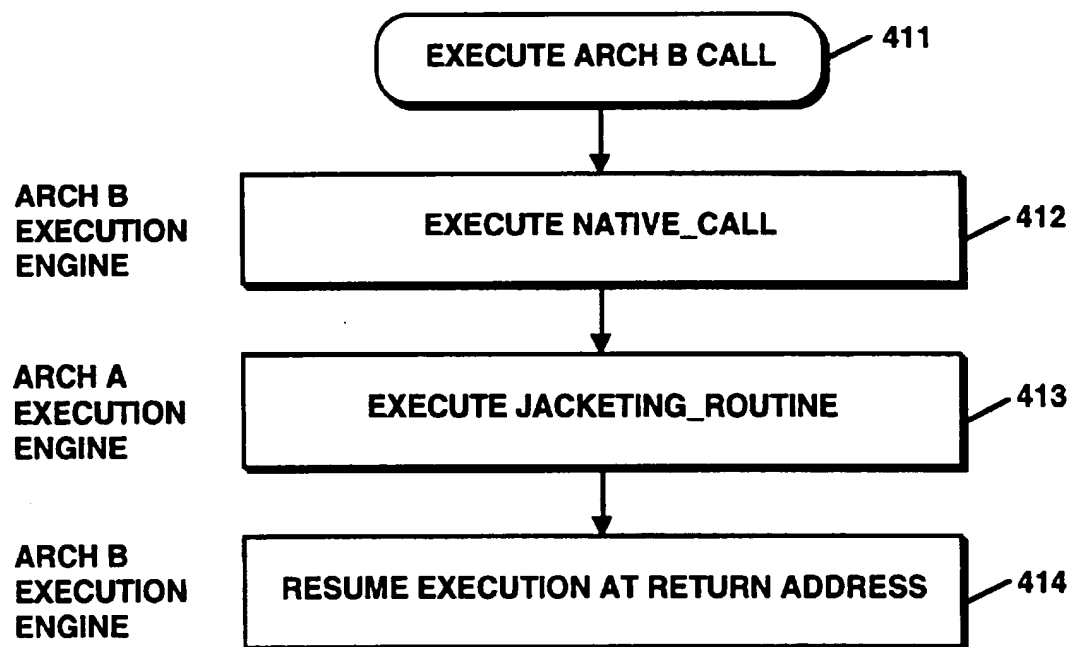 EXECUTE ARCH B CALL
411
ARCH B
EXECUTION
ENGINE
EXECUTE NATIVE_CALL
412
ARCH A
EXECUTION
ENGINE
EXECUTE JACKETING_ROUTINE
413
ARCH B
EXECUTION
ENGINE
RESUME EXECUTION AT RETURN ADDRESS
414